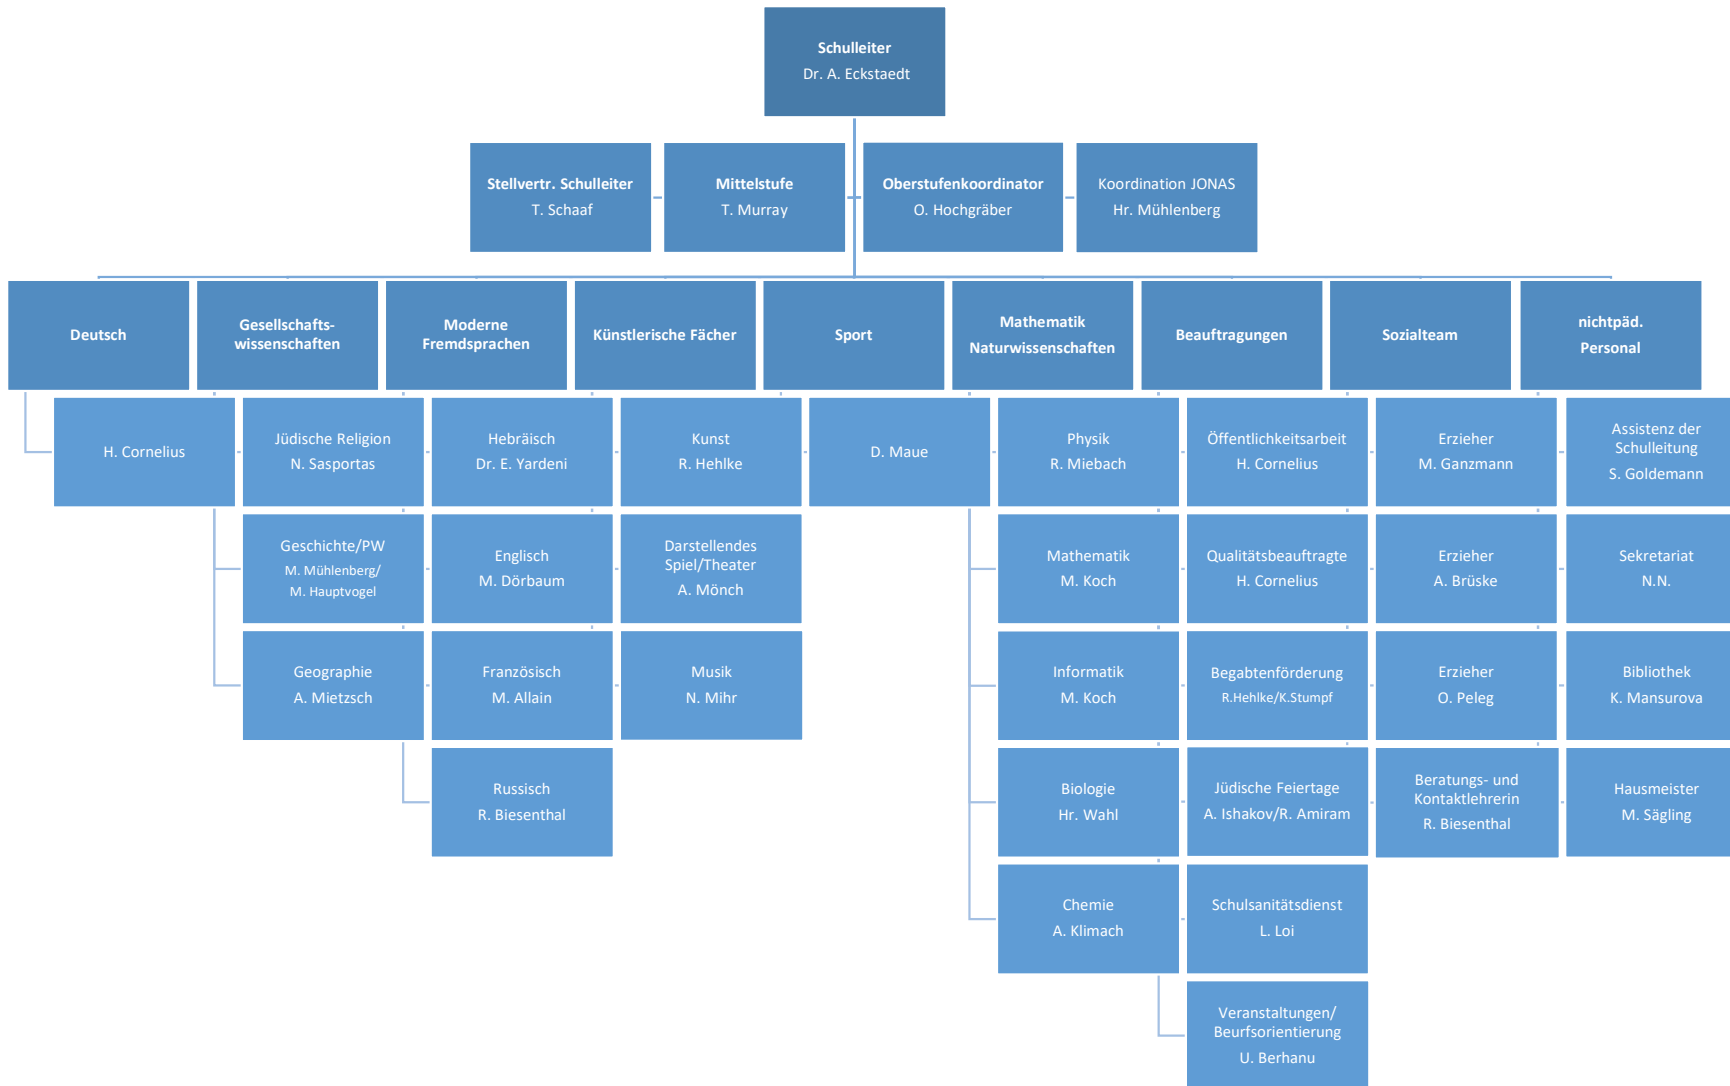 Schulleiter
Dr. A. Eckstaedt
Stellvertr. Schulleiter
T. Schaaf
Mittelstufe
T. Murray
Oberstufenkoordinator
O. Hochgräber
Koordination JONAS
Hr. Mühlenberg
Deutsch
Gesellschafts-
wissenschaften
Moderne
Fremdsprachen
Künstlerische Fächer
Sport
Mathematik
Naturwissenschaften
Beauftragungen
Sozialteam
nichtpäd.
Personal
H. Cornelius
Jüdische Religion
N. Sasportas
Hebräisch
Dr. E. Yardeni
Kunst
R. Hehlke
D. Maue
Physik
R. Miebach
Öffentlichkeitsarbeit
H. Cornelius
Erzieher
M. Ganzmann
Assistenz der
Schulleitung
S. Goldemann
Geschichte/PW
M. Mühlenberg/
M. Hauptvogel
Englisch
M. Dörbaum
Darstellendes
Spiel/Theater
A. Mönch
Mathematik
M. Koch
Qualitätsbeauftragte
H. Cornelius
Erzieher
A. Brüske
Sekretariat
N.N.
Geographie
A. Mietzsch
Französisch
M. Allain
Musik
N. Mihr
Informatik
M. Koch
Begabtenförderung
R.Hehlke/K.Stumpf
Erzieher
O. Peleg
Bibliothek
K. Mansurova
Russisch
R. Biesenthal
Biologie
Hr. Wahl
Jüdische Feiertage
A. Ishakov/R. Amiram
Beratungs- und
Kontaktlehrerin
R. Biesenthal
Hausmeister
M. Sägling
Chemie
A. Klimach
Schulsanitätsdienst
L. Loi
Veranstaltungen/
Beurfsorientierung
U. Berhanu